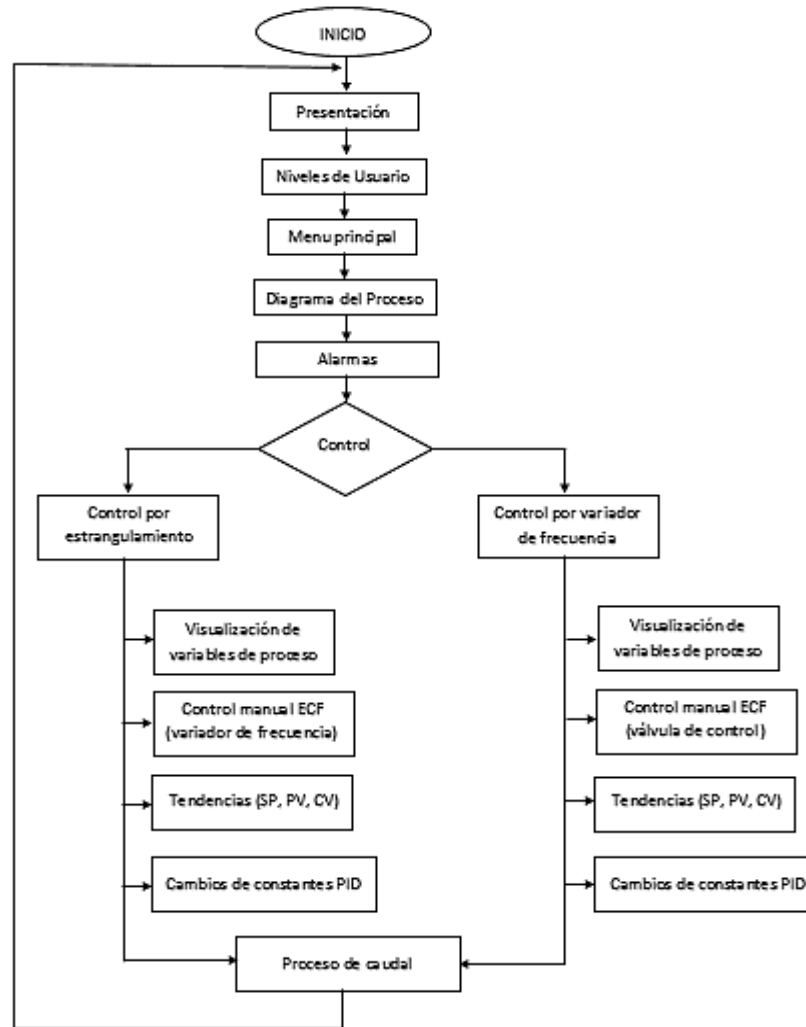 INICIO
Presentación
Niveles de Usuario
Menu principal
Diagrama del Proceso
Alarmas
Control
Control por
estrangulamiento
Visualización de
variables de proceso
Control manual ECF
(variador de frecuencia)
Tendencias (SP, PV, CV)
Cambios de constantes PID
Control por variador
de frecuencia
Visualización de
variables de proceso
Control manual ECF
(válvula de control)
Tendencias (SP, PV, CV)
Cambios de constantes PID
Proceso de caudal